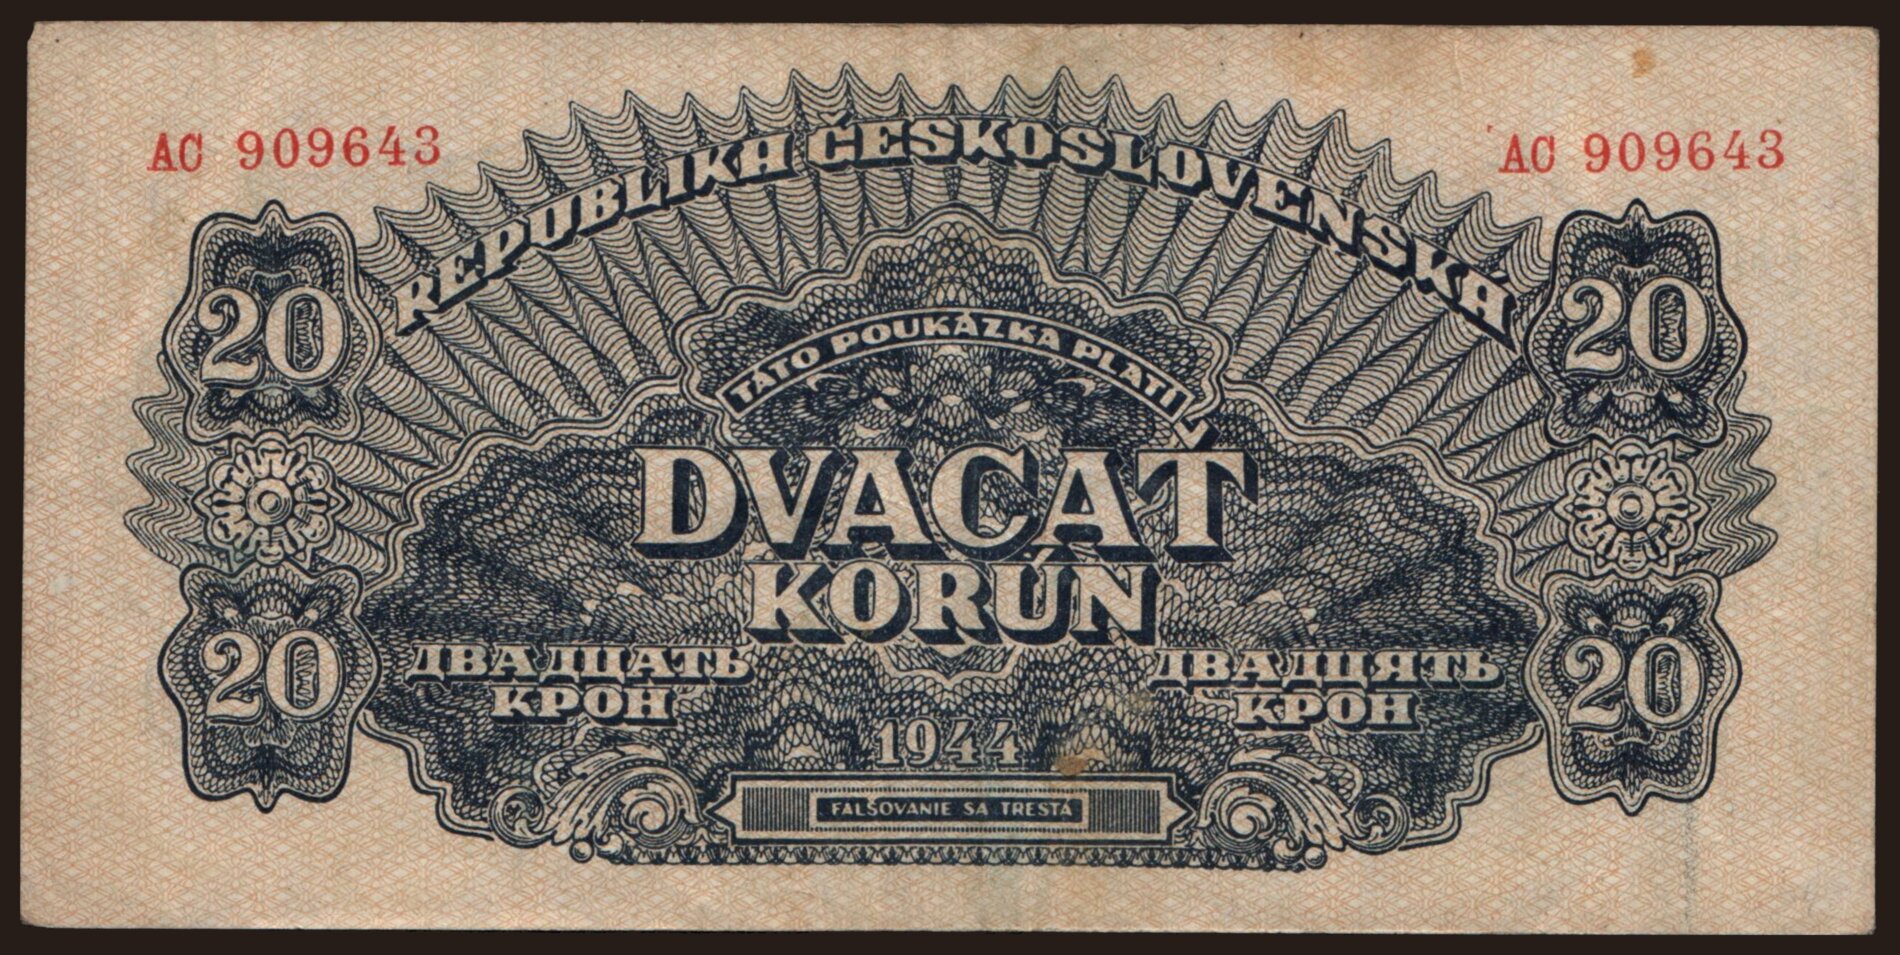 AC 909643
AC 909643
REPUBLIKA ČESKOSLOVENSKÁ
20
20
TÁTO POUKÁZKA PLATÍ
DVACAŤ
KORÚN
ДВАДЦАТЬ
КРОН
ДВАДЦЯТЬ
КРОН
20
20
1944
FALŠOVANIE SA TRESTÁ